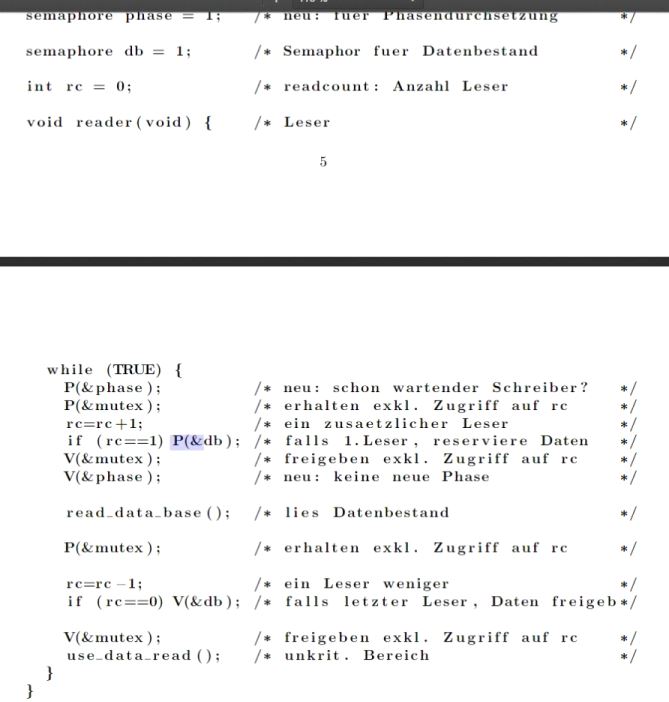 semaphore phase = 1; /* neu: fuer Phasendurchsetzung */
semaphore db = 1; /* Semaphor fuer Datenbestand */
int rc = 0; /* readcount: Anzahl Leser */
void reader(void) { /* Leser */
5
while (TRUE) {
P(&phase); /* neu: schon wartender Schreiber? */
P(&mutex); /* erhalten exkl. Zugriff auf rc */
rc=rc+1; /* ein zusaetzlicher Leser */
if (rc==1) P(&db); /* falls 1.Leser, reserviere Daten */
V(&mutex); /* freigeben exkl. Zugriff auf rc */
V(&phase); /* neu: keine neue Phase */
read_data_base(); /* lies Datenbestand */
P(&mutex); /* erhalten exkl. Zugriff auf rc */
rc=rc-1; /* ein Leser weniger */
if (rc==0) V(&db); /* falls letzter Leser, Daten freigeb*/
V(&mutex); /* freigeben exkl. Zugriff auf rc */
use_data_read(); /* unkrit. Bereich */
}
}